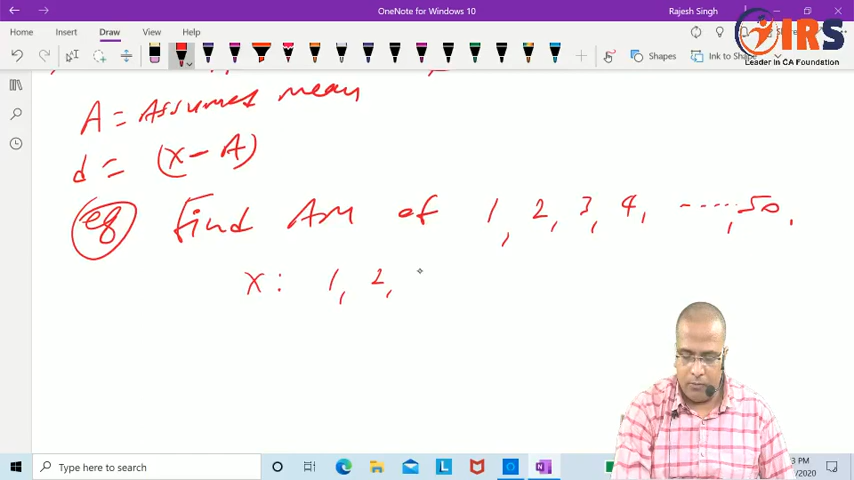 OneNote for Windows 10
Rajesh Singh
Home Insert Draw View Help
Shapes Ink to Shape
IRS
Leader In CA Foundation
A = Assumed mean
d = (x - A)
eg Find AM of 1, 2, 3, 4, ....., 50.
x : 1, 2,
Type here to search